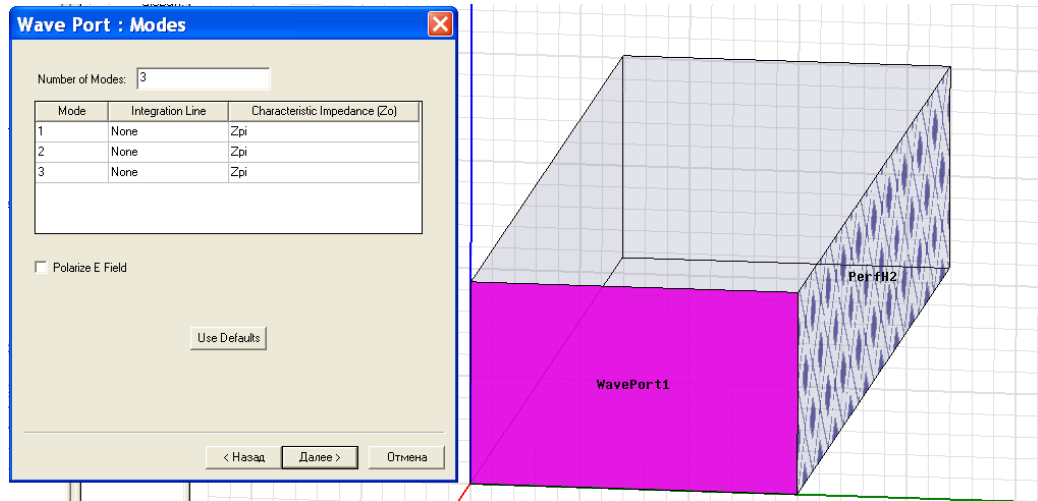 Wave Port : Modes
Number of Modes: 3
Mode Integration Line Characteristic Impedance (Zo)
1 None Zpi
2 None Zpi
3 None Zpi
Polarize E Field
Use Defaults
< Назад Далее > Отмена
PerfH2
WavePort1